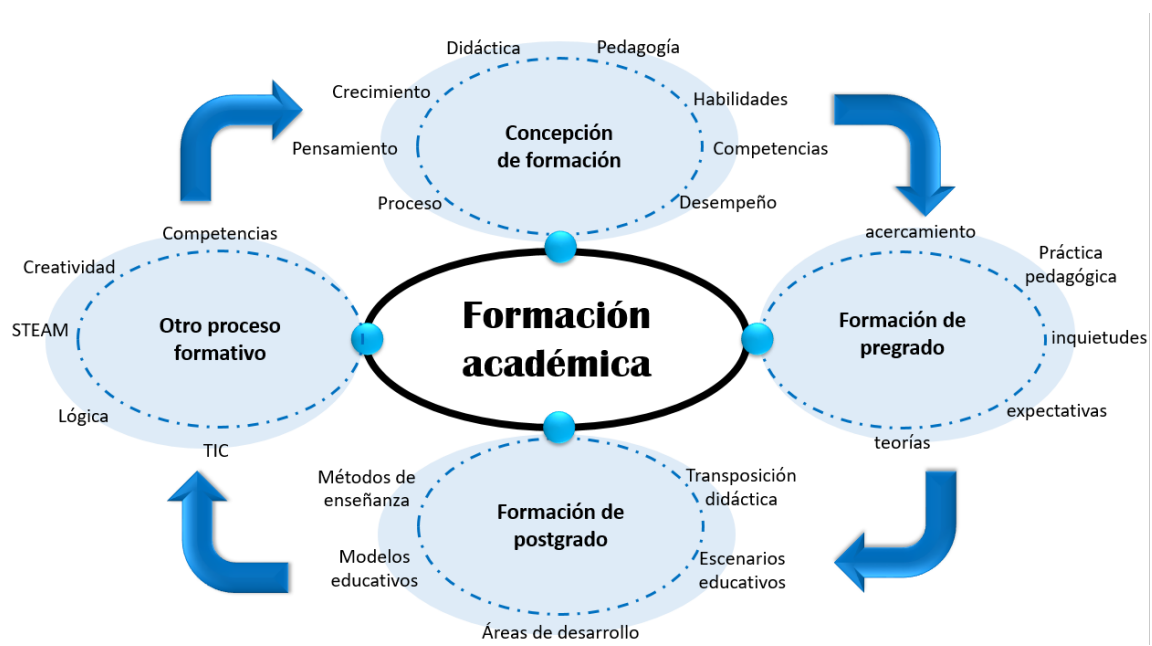 Didáctica
Pedagogía
Crecimiento
Habilidades
Pensamiento
Concepción
de formación
Competencias
Proceso
Desempeño
Competencias
Creatividad
STEAM
Otro proceso
formativo
Lógica
TIC
Formación
académica
acercamiento
Práctica
pedagógica
inquietudes
Formación de
pregrado
expectativas
teorías
Métodos de
enseñanza
Transposición
didáctica
Formación de
postgrado
Modelos
educativos
Escenarios
educativos
Áreas de desarrollo